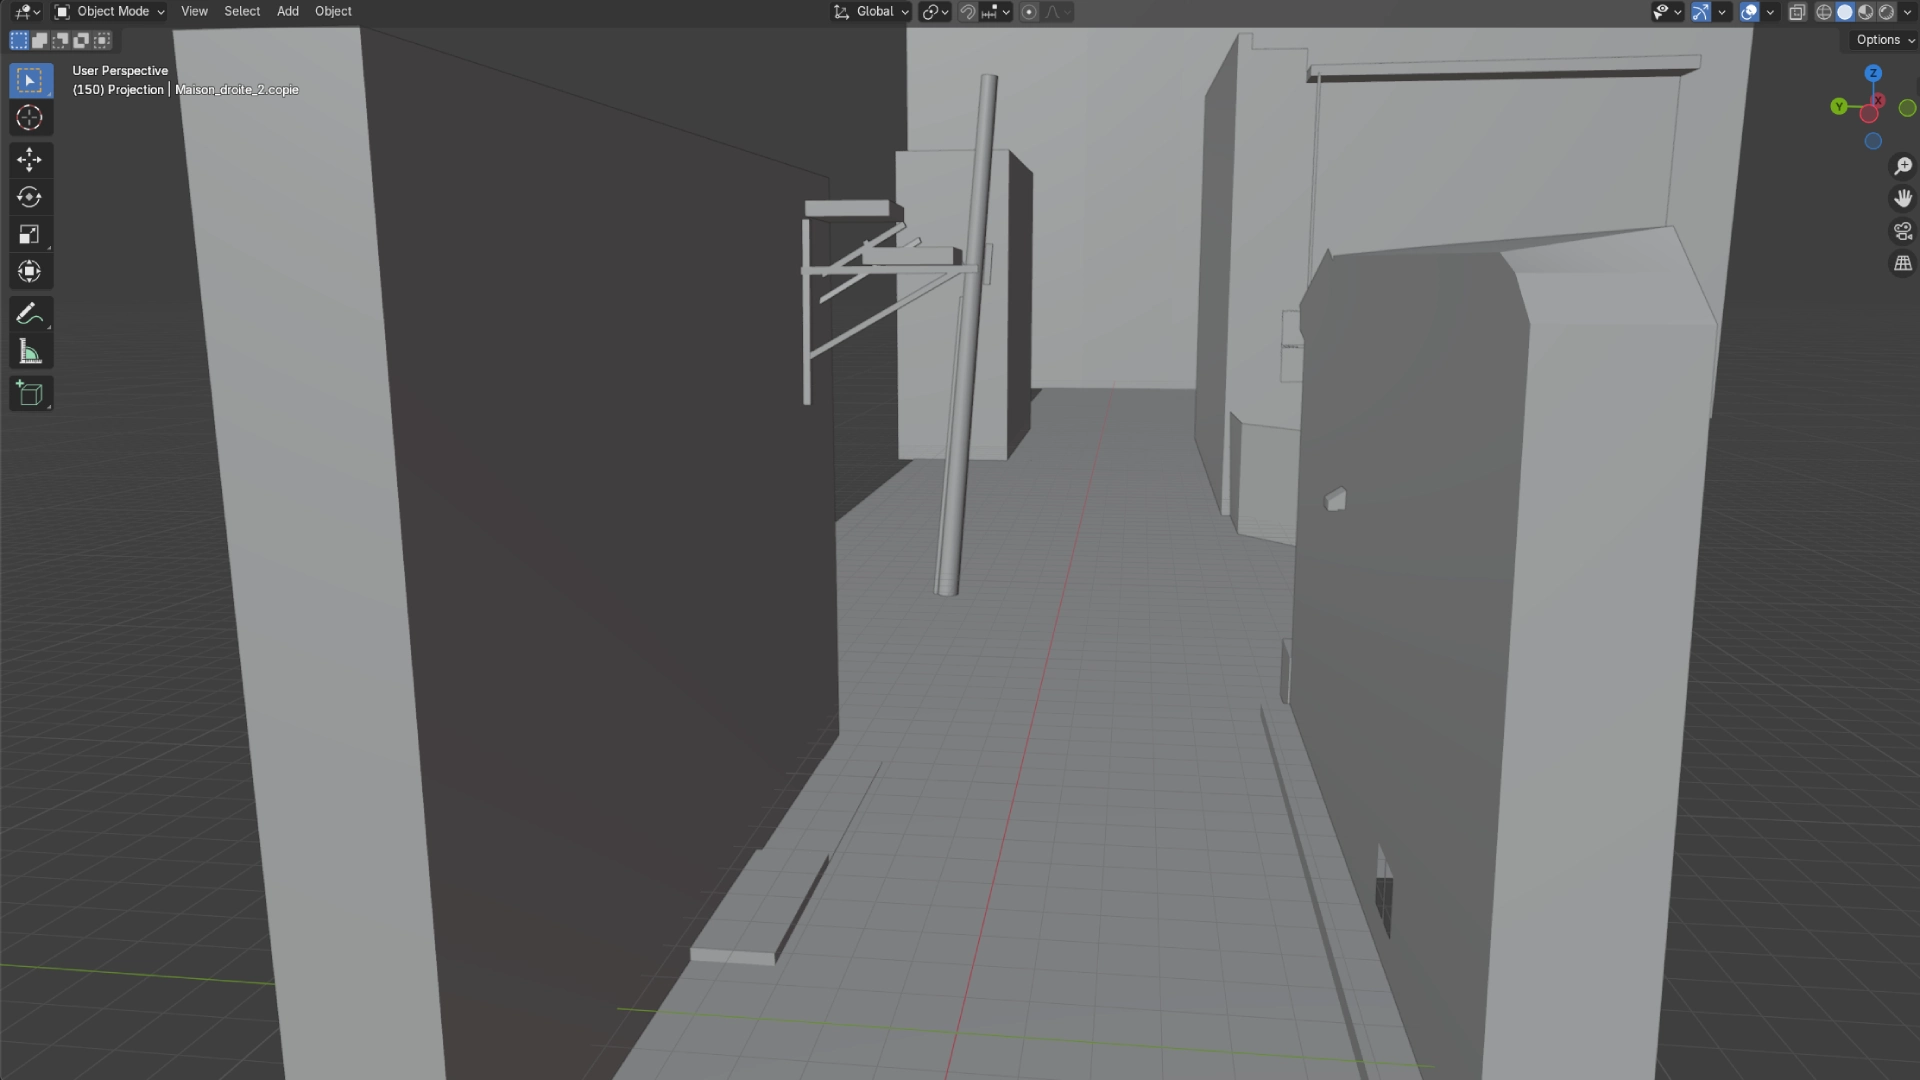 Object Mode View Select Add Object Global
Options
User Perspective
(150) Projection | Maison_droite_2.copie
Z
Y X